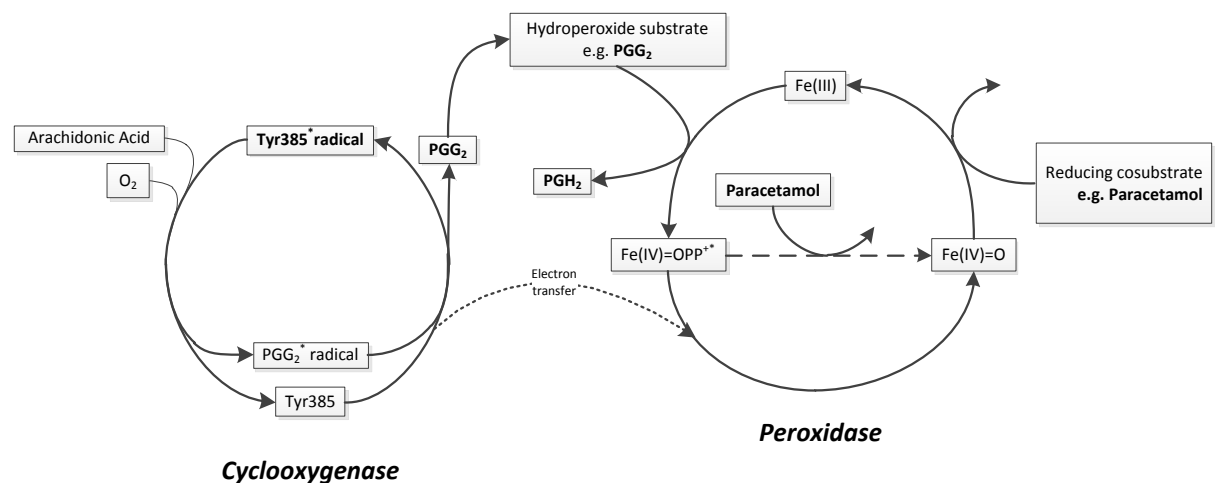 Hydroperoxide substrate
e.g. PGG₂
Fe(III)
Arachidonic Acid
Tyr385* radical
PGG₂
O₂
PGH₂
Paracetamol
Reducing cosubstrate
e.g. Paracetamol
Fe(IV)=OPP⁺*
Fe(IV)=O
Electron
transfer
PGG₂* radical
Tyr385
Peroxidase
Cyclooxygenase